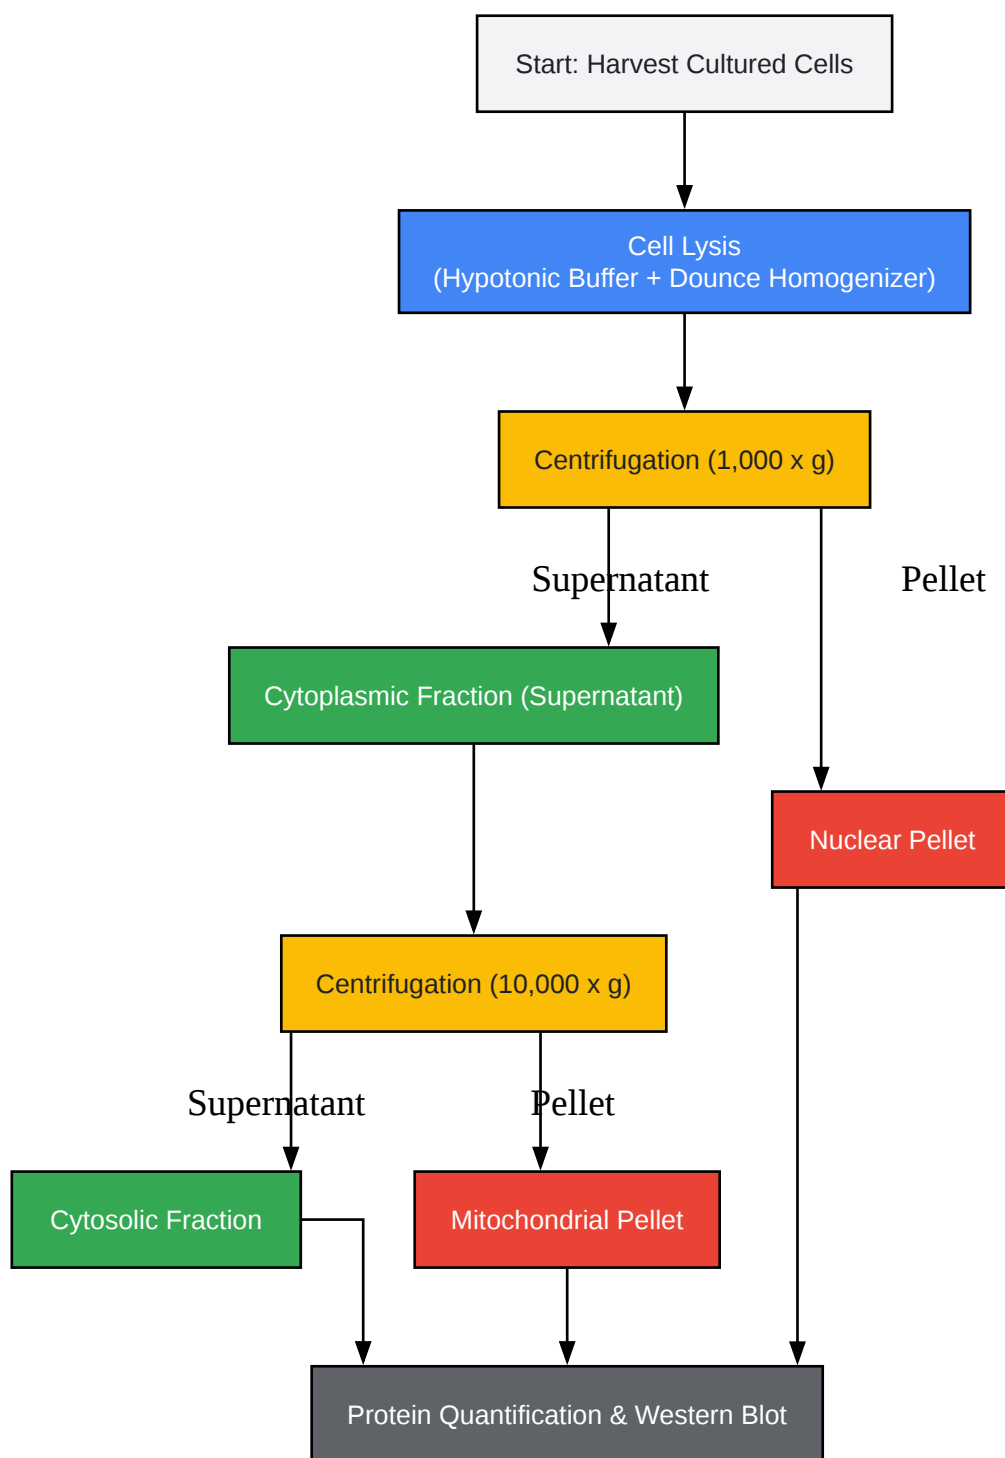 Start: Harvest Cultured Cells
Cell Lysis
(Hypotonic Buffer + Dounce Homogenizer)
Centrifugation (1,000 x g)
Supernatant
Pellet
Cytoplasmic Fraction (Supernatant)
Nuclear Pellet
Centrifugation (10,000 x g)
Supernatant
Pellet
Cytosolic Fraction
Mitochondrial Pellet
Protein Quantification & Western Blot